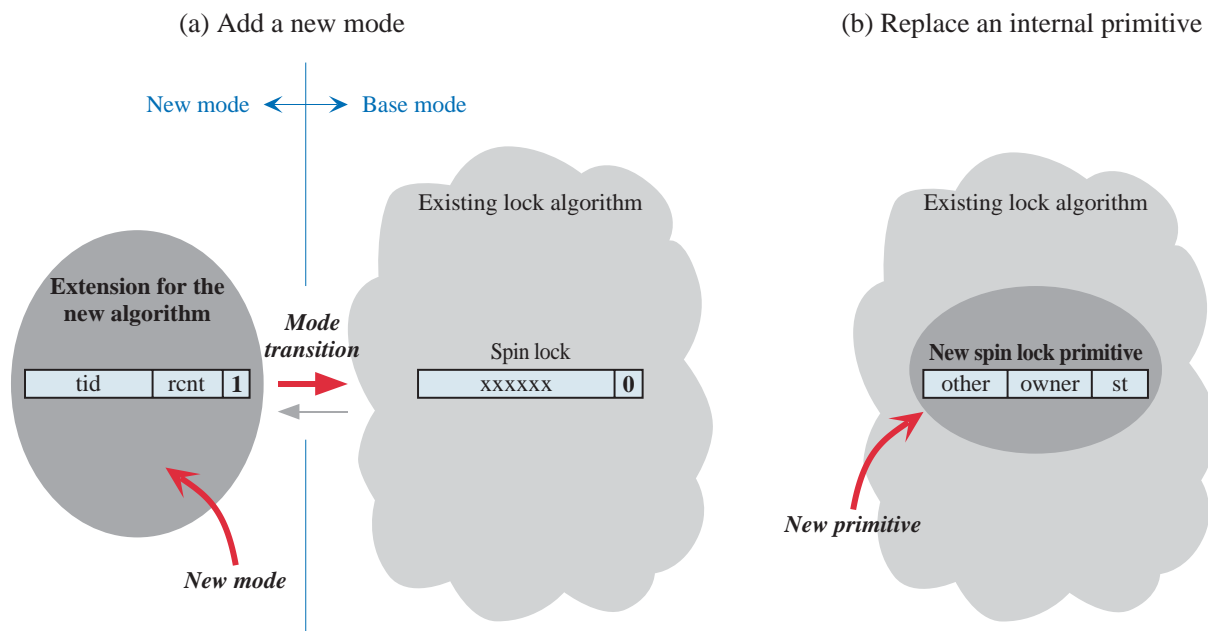 (a) Add a new mode
New mode
Base mode
Existing lock algorithm
Extension for the
new algorithm
tid rcnt 1
Mode
transition
Spin lock
xxxxxx 0
New mode
(b) Replace an internal primitive
Existing lock algorithm
New spin lock primitive
other owner st
New primitive